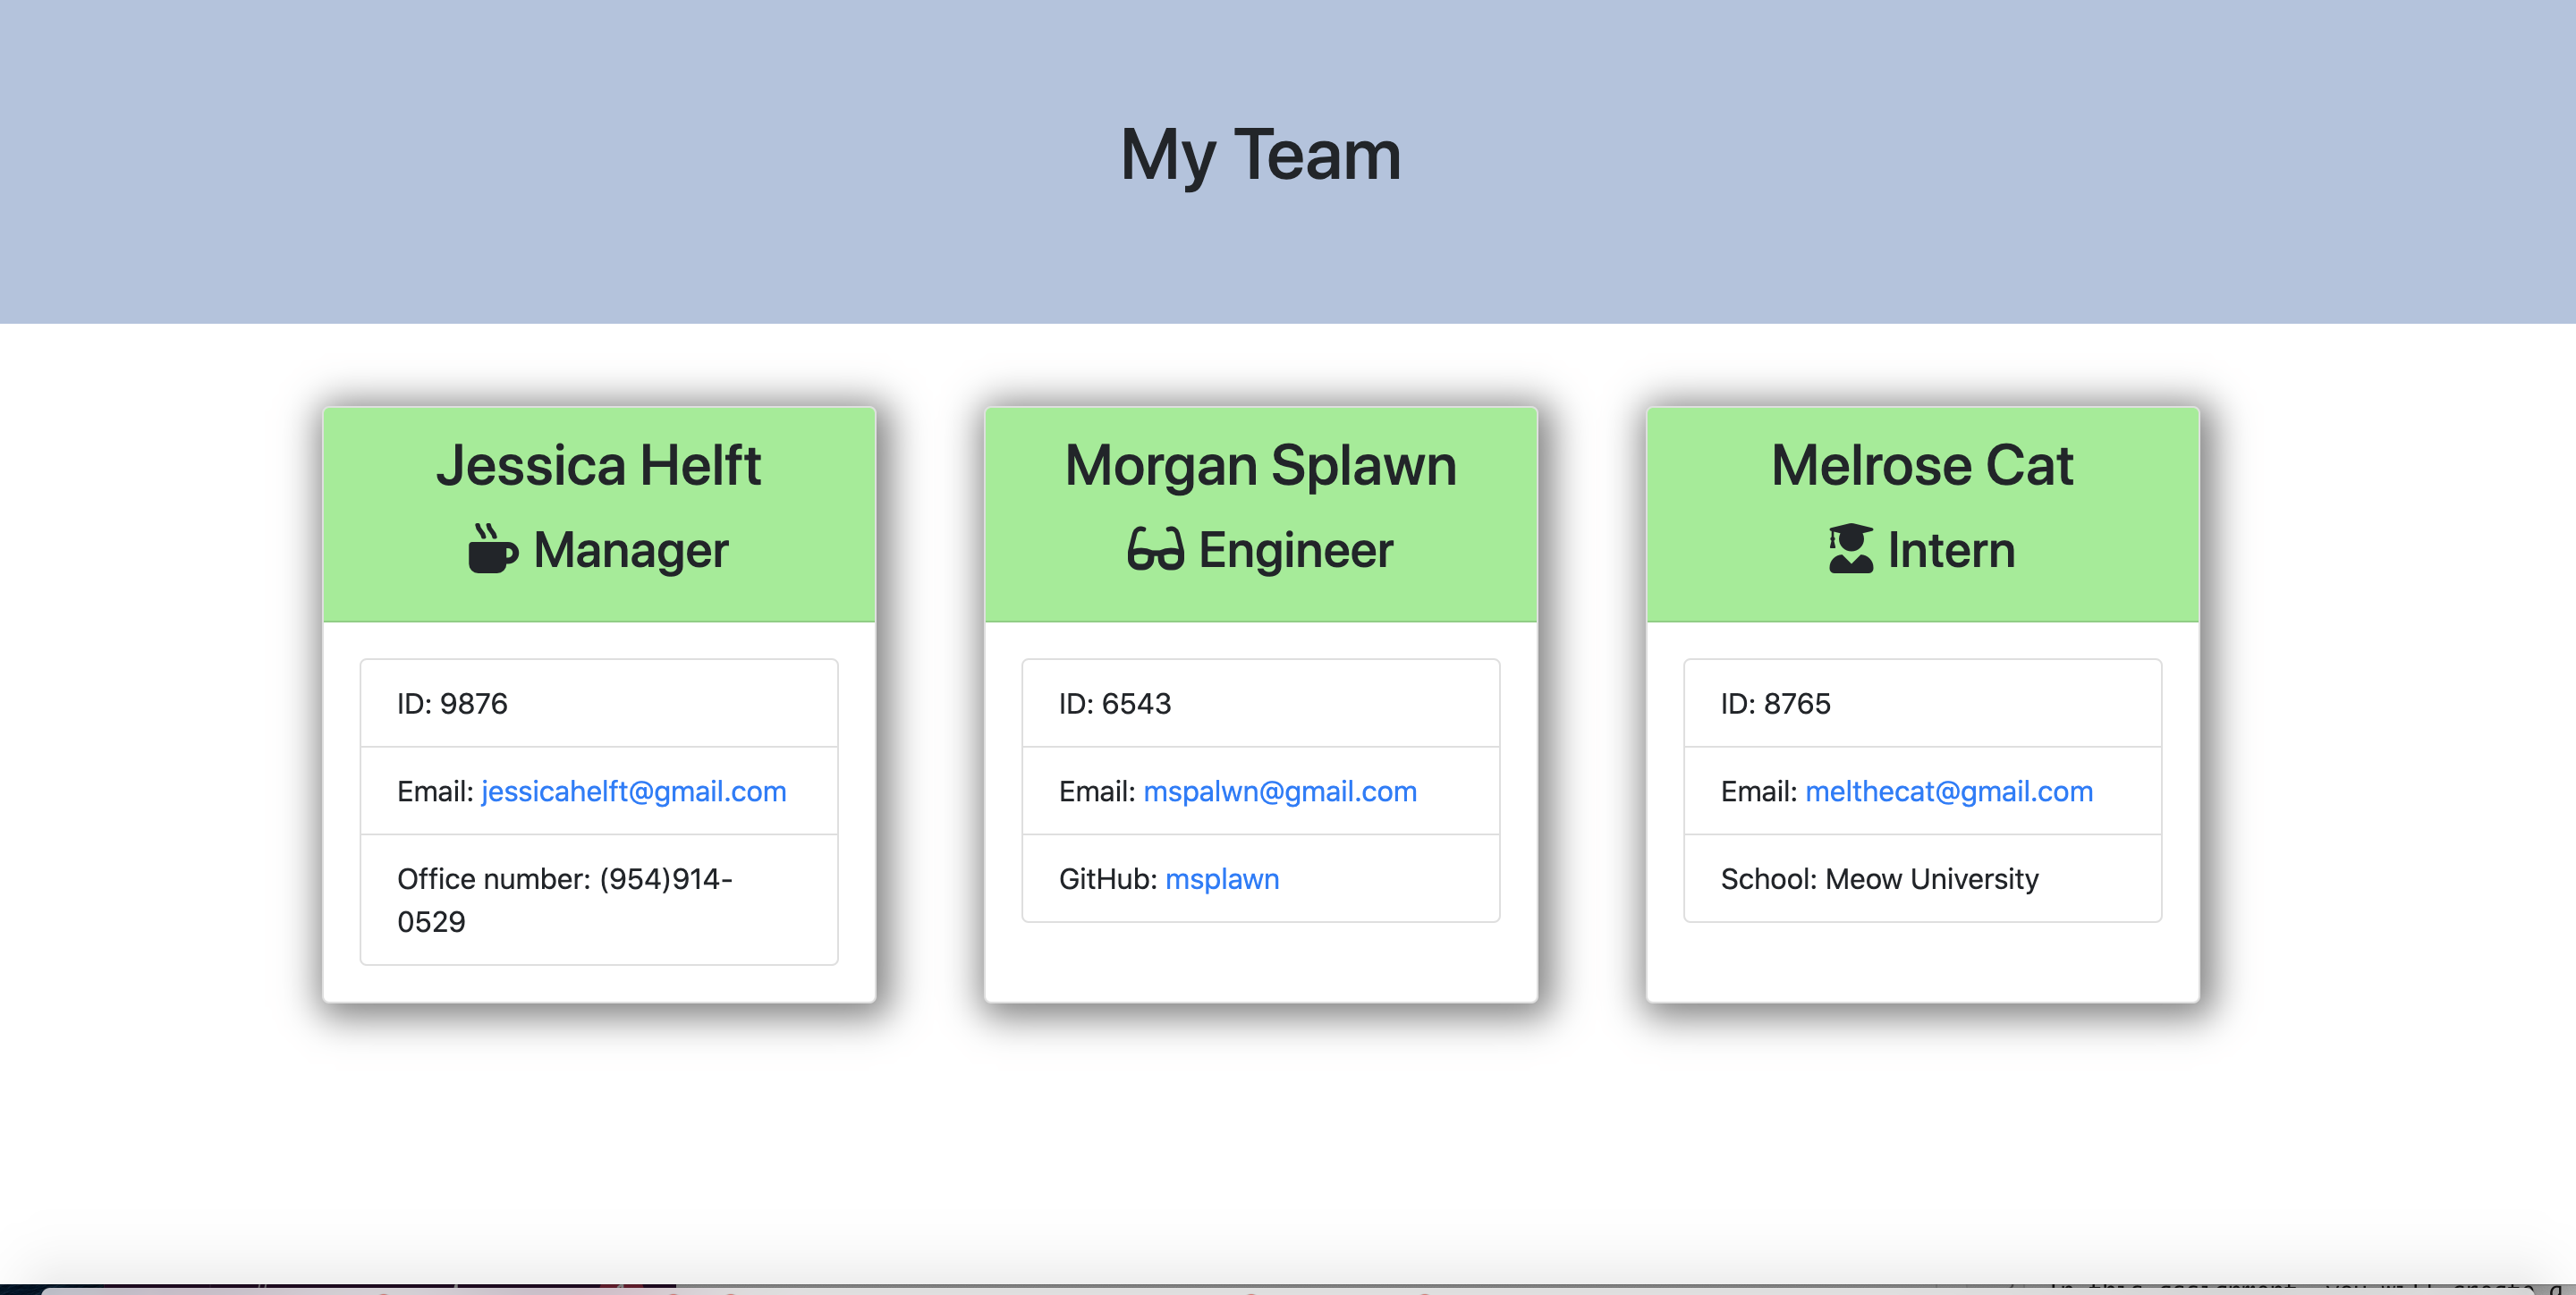 My Team
Jessica Helft
Manager
ID: 9876
Email: jessicahelft@gmail.com
Office number: (954)914-
0529
Morgan Splawn
Engineer
ID: 6543
Email: mspalwn@gmail.com
GitHub: msplawn
Melrose Cat
Intern
ID: 8765
Email: melthecat@gmail.com
School: Meow University